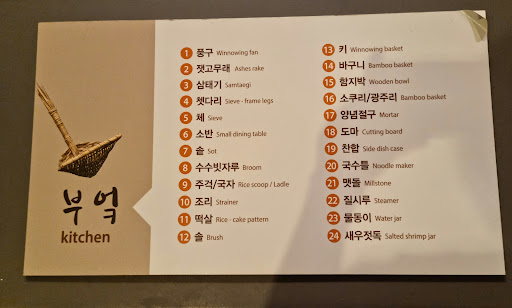 부엌
kitchen
1 풍구 Winnowing fan
2 잿고무래 Ashes rake
3 삼태기 Samtaegi
4 쳇다리 Sieve - frame legs
5 체 Sieve
6 소반 Small dining table
7 솥 Sot
8 수수빗자루 Broom
9 주걱/국자 Rice scoop / Ladle
10 조리 Strainer
11 떡살 Rice - cake pattern
12 솔 Brush
13 키 Winnowing basket
14 바구니 Bamboo basket
15 함지박 Wooden bowl
16 소쿠리/광주리 Bamboo basket
17 양념절구 Mortar
18 도마 Cutting board
19 찬합 Side dish case
20 국수틀 Noodle maker
21 맷돌 Millstone
22 질시루 Steamer
23 물동이 Water jar
24 새우젓독 Salted shrimp jar